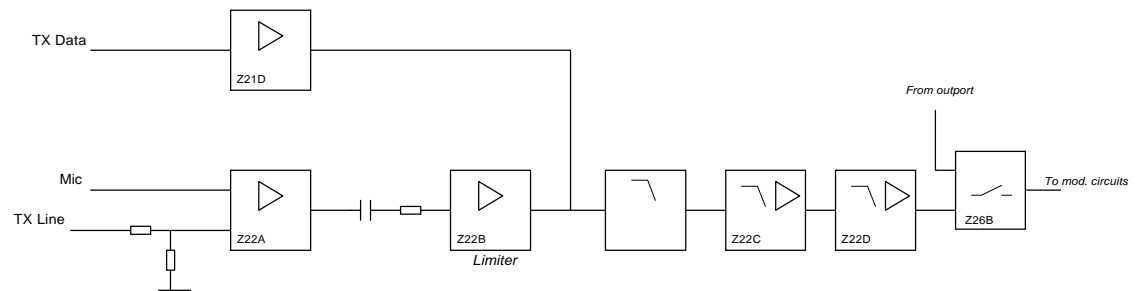 TX Data
Z21D
From outport
Mic
To mod. circuits
TX Line
Z22A
Z22B
Z22C
Z22D
Z26B
Limiter